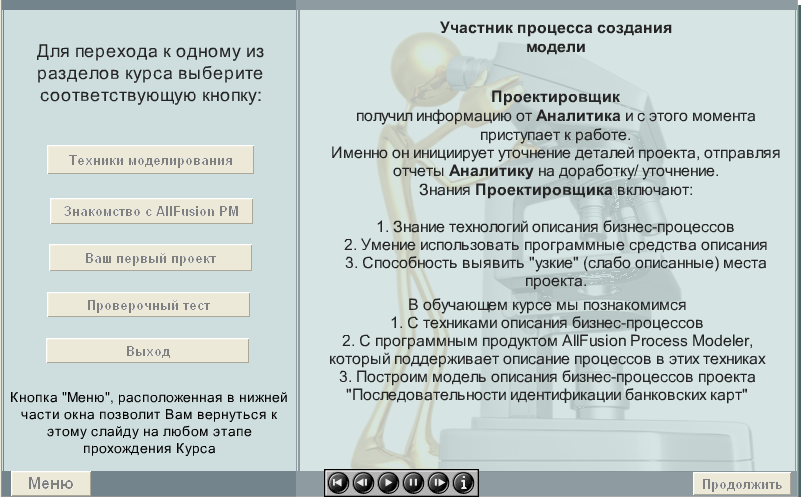 Для перехода к одному из
разделов курса выберите
соответствующую кнопку:
Техники моделирования
Знакомство с AllFusion PM
Ваш первый проект
Проверочный тест
Выход
Кнопка "Меню", расположенная в нижней
части окна позволит Вам вернуться к
этому слайду на любом этапе
прохождения Курса
Меню
Участник процесса создания
модели
Проектировщик
получил информацию от Аналитика и с этого момента
приступает к работе.
Именно он инициирует уточнение деталей проекта, отправляя
отчеты Аналитику на доработку/ уточнение.
Знания Проектировщика включают:
1. Знание технологий описания бизнес-процессов
2. Умение использовать программные средства описания
3. Способность выявить "узкие" (слабо описанные) места
проекта.
В обучающем курсе мы познакомимся
1. С техниками описания бизнес-процессов
2. С программным продуктом AllFusion Process Modeler,
который поддерживает описание процессов в этих техниках
3. Построим модель описания бизнес-процессов проекта
"Последовательности идентификации банковских карт"
Продолжить